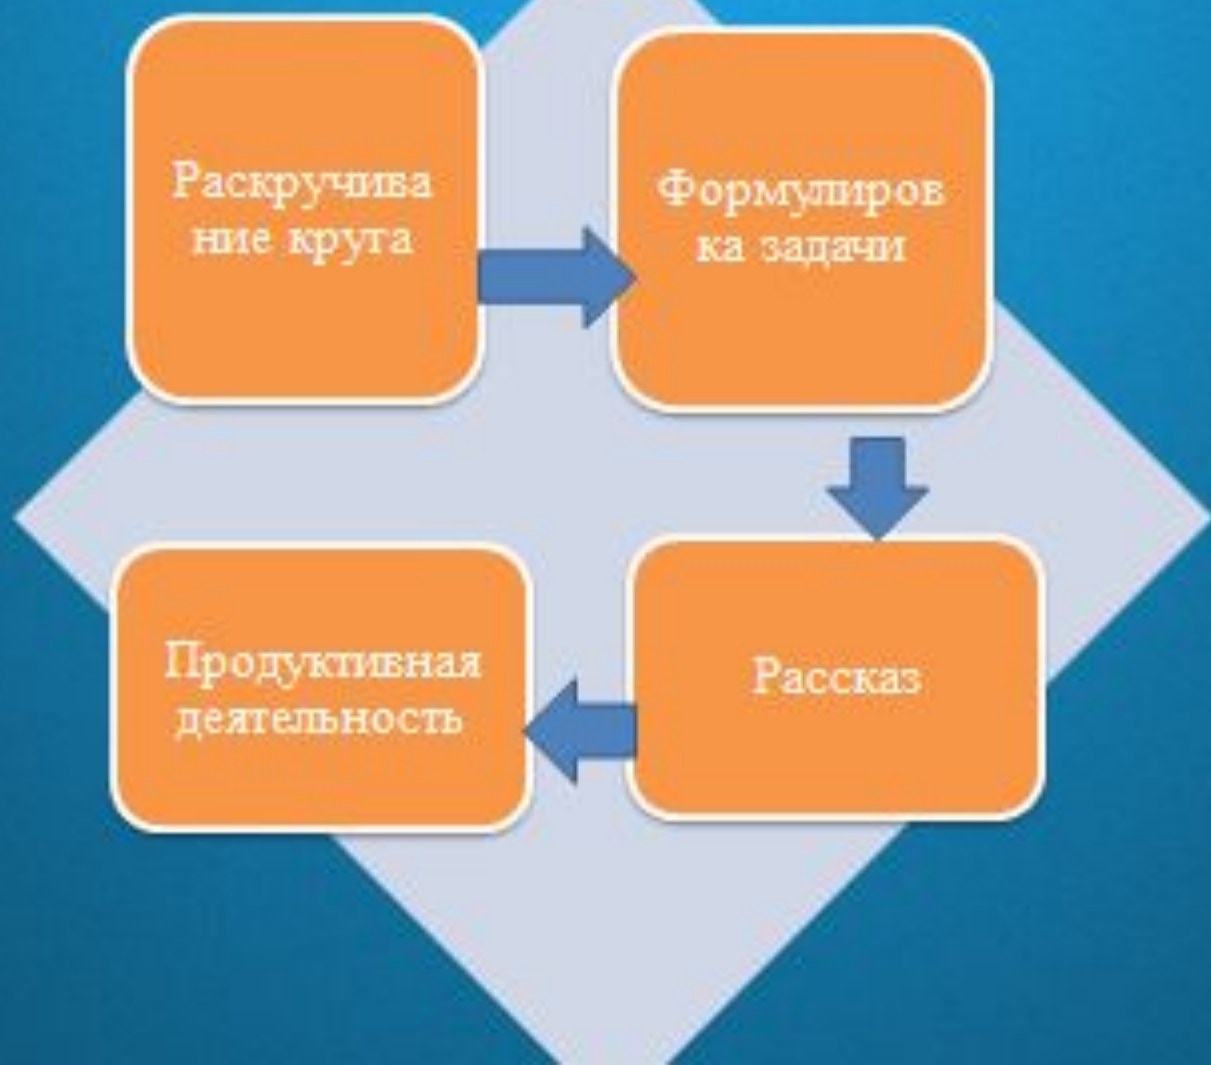 Раскручива
ние круга
Формулиров
ка задачи
Рассказ
Продуктивная
деятельность